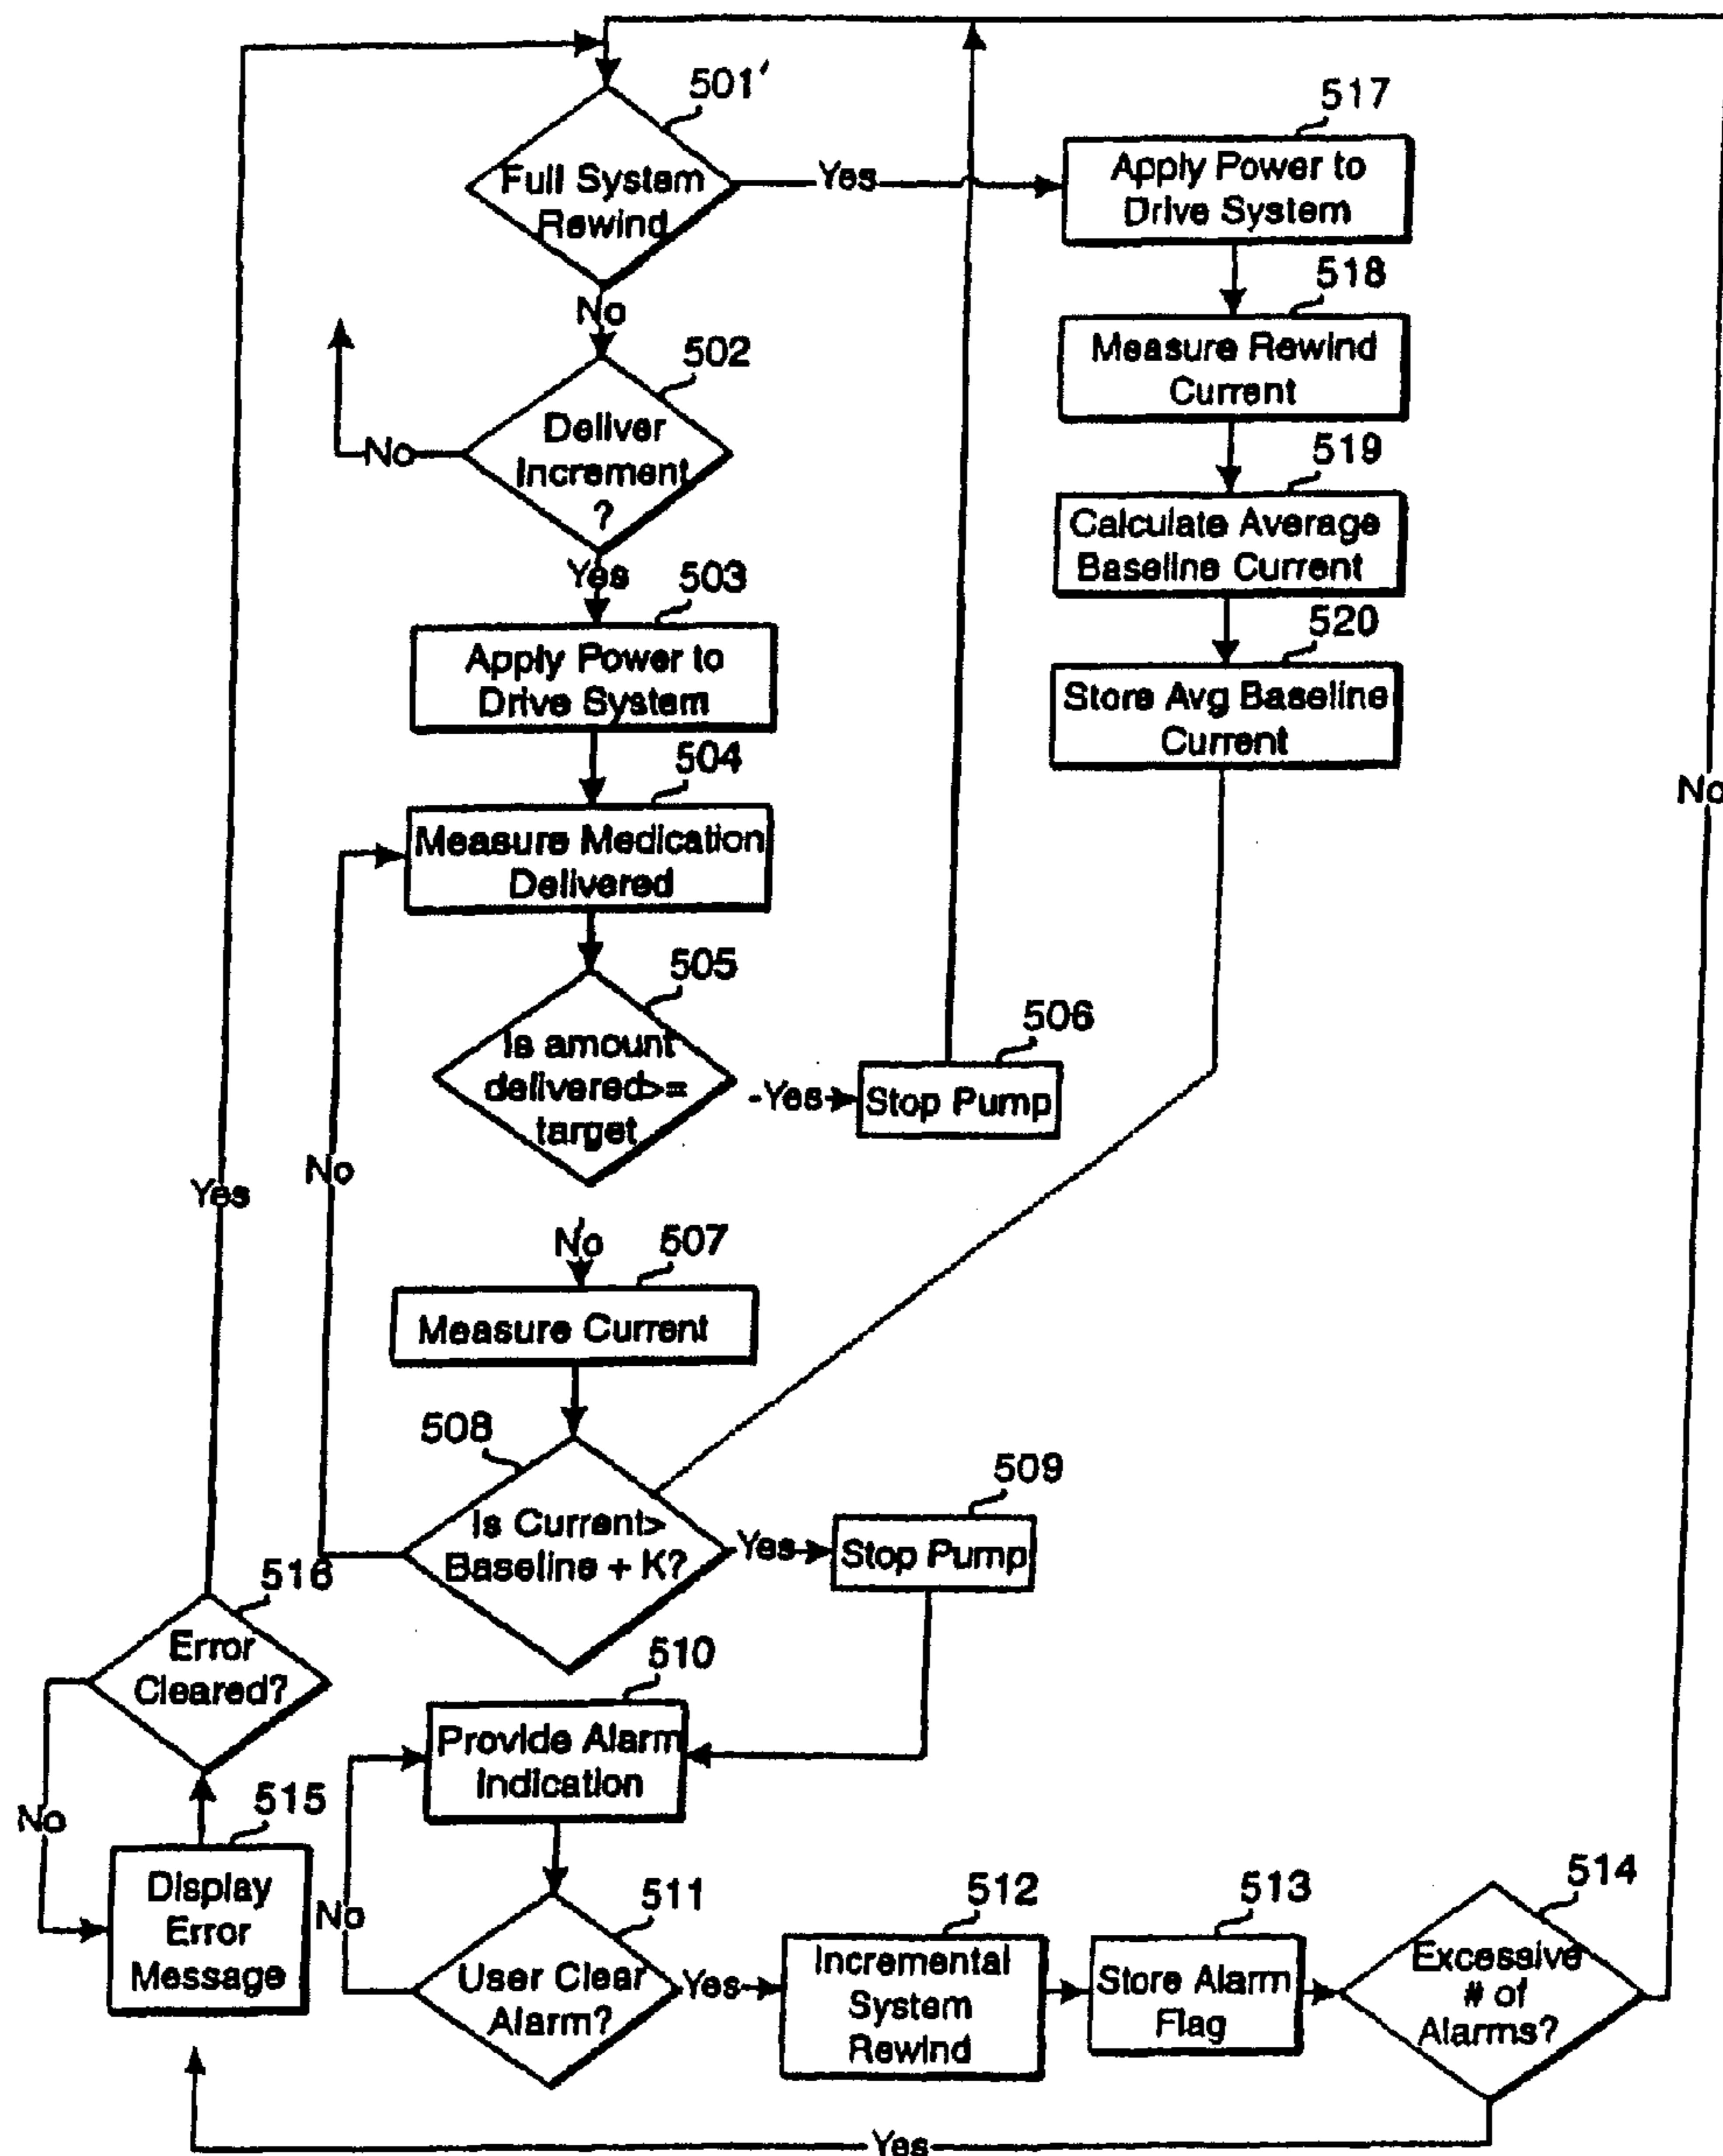 501'
Full System
Rewind
Yes
517
Apply Power to
Drive System
No
518
Measure Rewind
Current
502
Deliver
Increment
?
No
519
Calculate Average
Baseline Current
Yes
503
Apply Power to
Drive System
520
Store Avg Baseline
Current
504
Measure Medication
Delivered
No
505
Is amount
delivered>=
target
-Yes
506
Stop Pump
No
Yes
No
507
Measure Current
508
Is Current>
Baseline + K?
Yes
509
Stop Pump
516
Error
Cleared?
No
510
Provide Alarm
Indication
515
Display
Error
Message
No
511
User Clear
Alarm?
Yes
512
Incremental
System
Rewind
513
Store Alarm
Flag
514
Excessive
# of
Alarms?
Yes